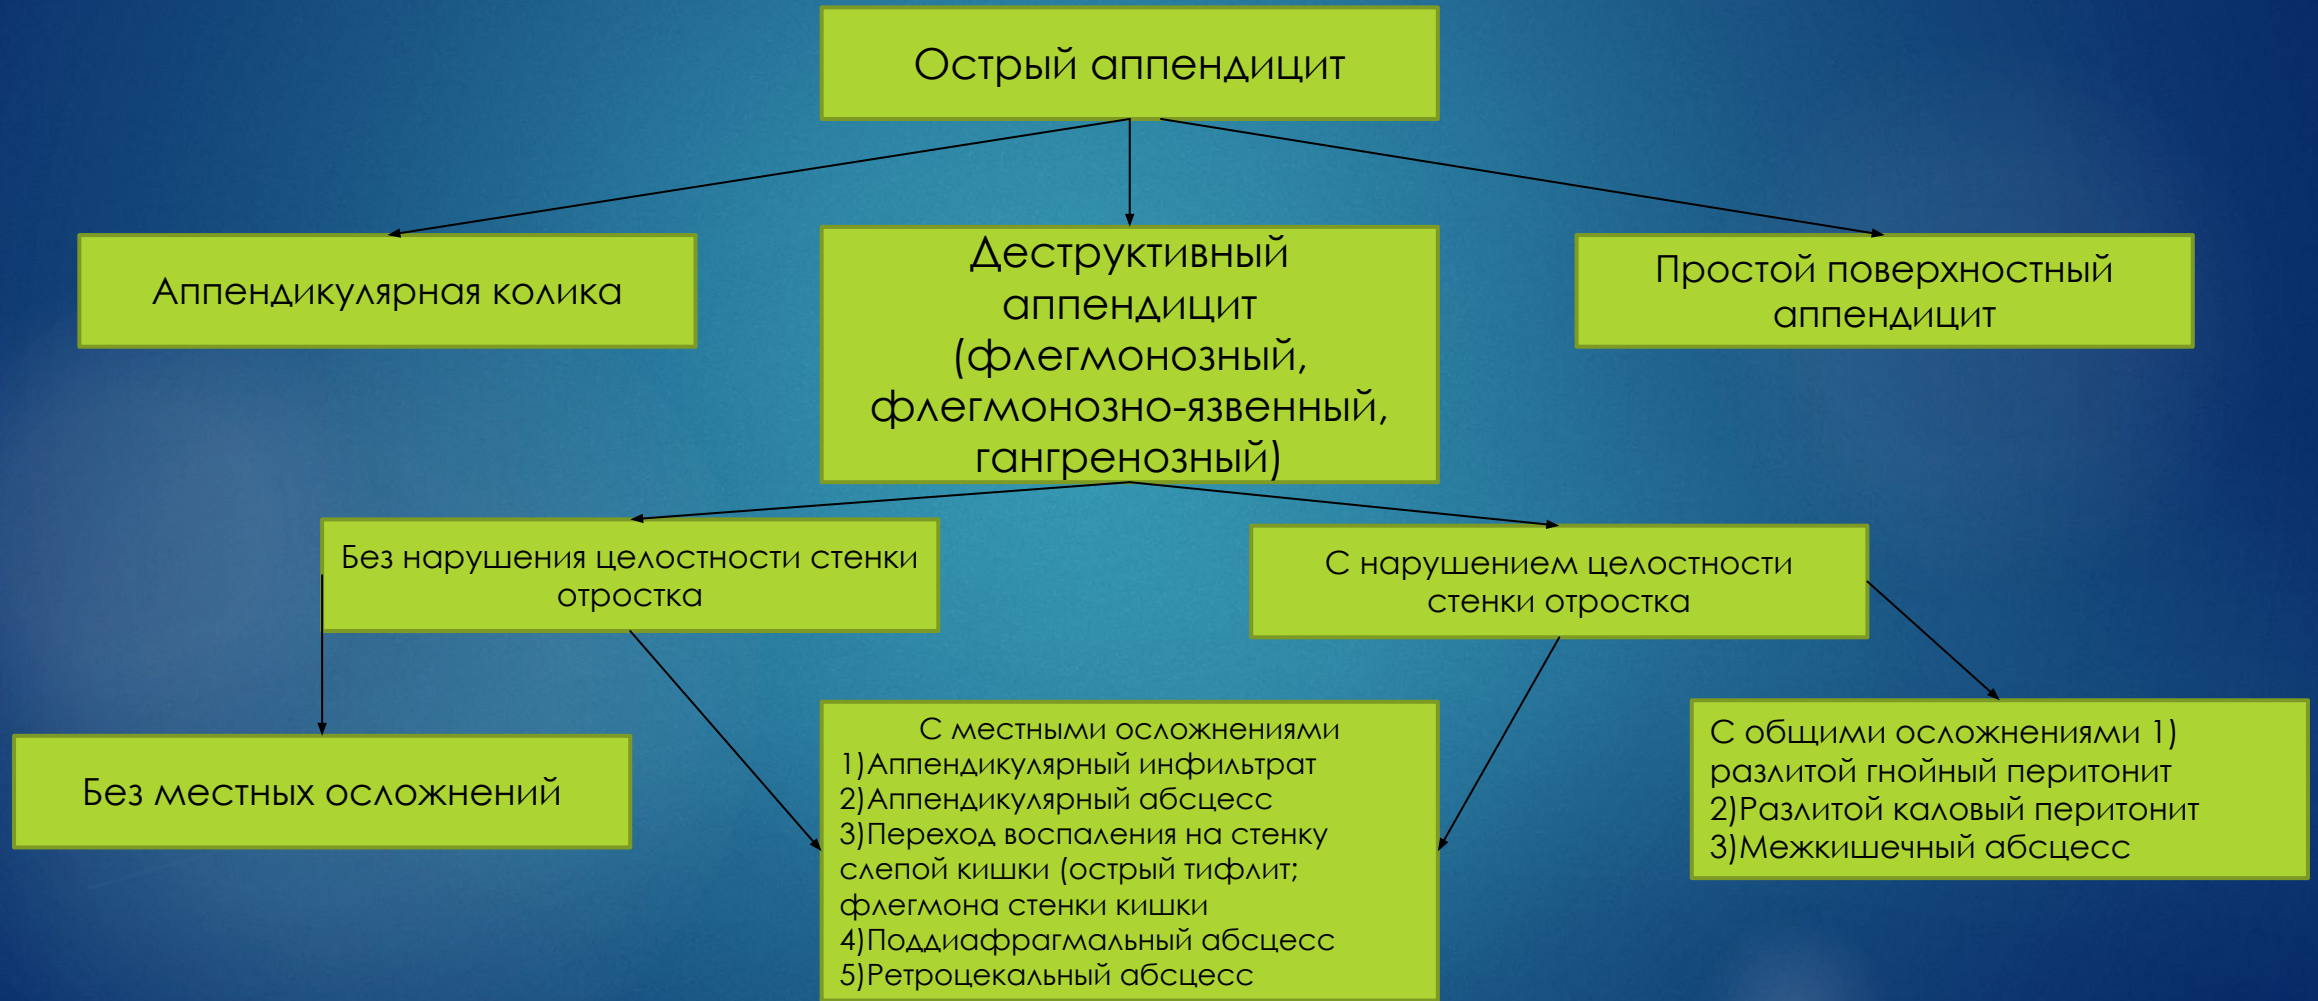 Острый аппендицит
Аппендикулярная колика
Деструктивный
аппендицит
(флегмонозный,
флегмонозно-язвенный,
гангренозный)
Простой поверхностный
аппендицит
Без нарушения целостности стенки
отростка
С нарушением целостности
стенки отростка
Без местных осложнений
С местными осложнениями
1)Аппендикулярный инфильтрат
2)Аппендикулярный абсцесс
3)Переход воспаления на стенку
слепой кишки (острый тифлит;
флегмона стенки кишки
4)Поддиафрагмальный абсцесс
5)Ретроцекальный абсцесс
С общими осложнениями 1)
разлитой гнойный перитонит
2)Разлитой каловый перитонит
3)Межкишечный абсцесс